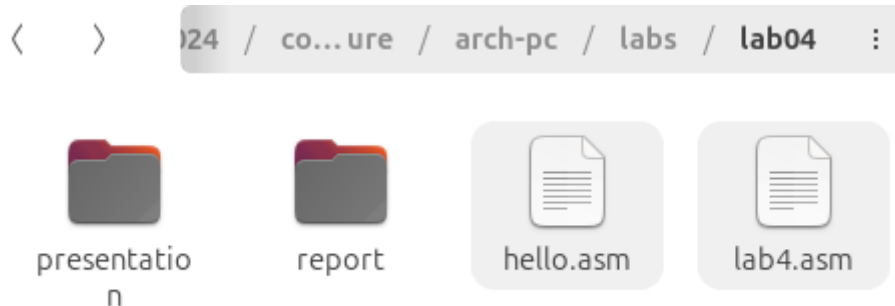 024 / co…ure / arch-pc / labs / lab04
presentatio
n
report
hello.asm
lab4.asm